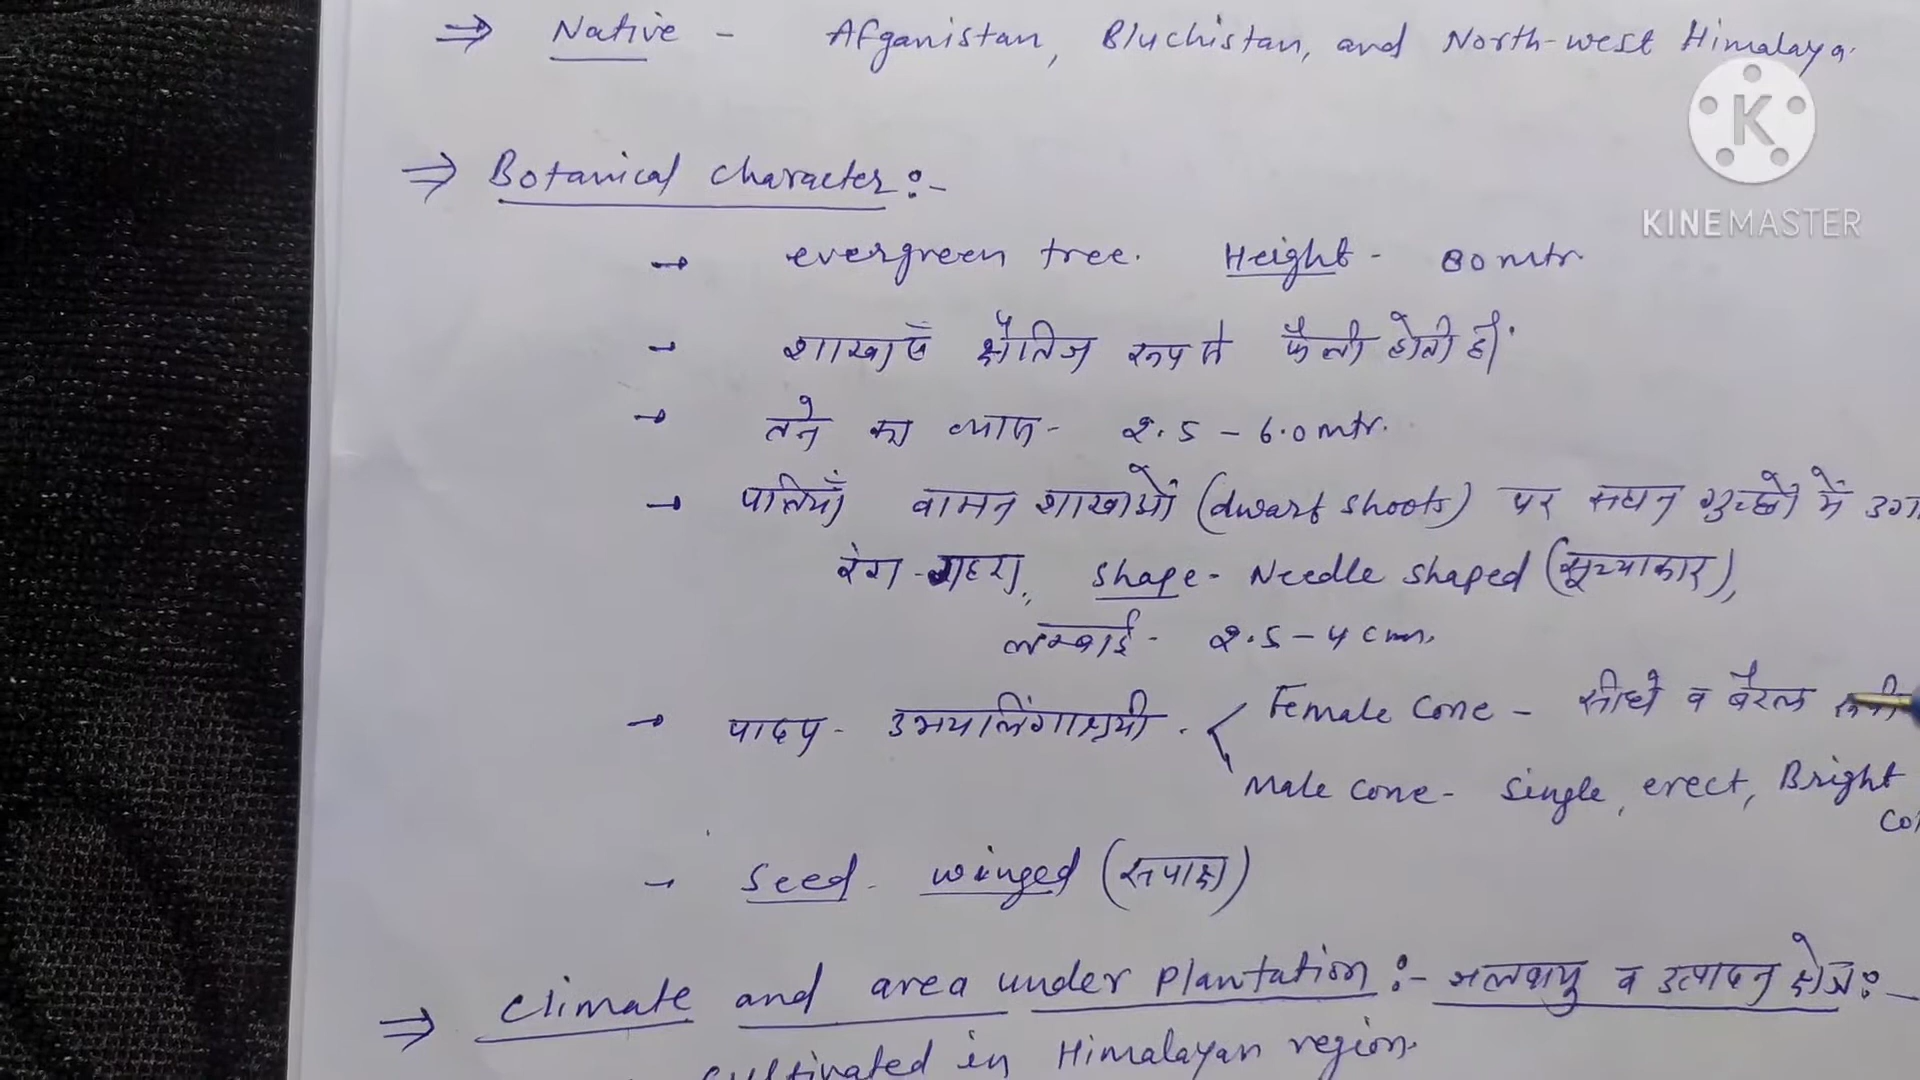 ⇒ Native - Afganistan, Bluchistan, and North-west Himalaya.
K
KINEMASTER
⇒ Botanical character:-
→ evergreen tree. Height - 80 mtr.
→ शाखाएँ क्षैतिज रूप से फैली होती हैं
→ तने का व्यास - 2.5 - 6.0 mtr.
→ पत्तियाँ वामन शाखाओं (dwarf shoots) पर सघन गुच्छों में
रंग - गहरा, shape - Needle shaped (सूच्याकार),
लम्बाई - 2.5 - 4 cm.
→ पादप - उभयलिंगाश्रयी. Female Cone - सीधे व बैरल
Male Cone - Single, erect, Bright
→ Seed - winged (सपक्ष)
⇒ Climate and area under Plantation :- जलवायु व उत्पादन क्षेत्र :-
cultivated in Himalayan region.